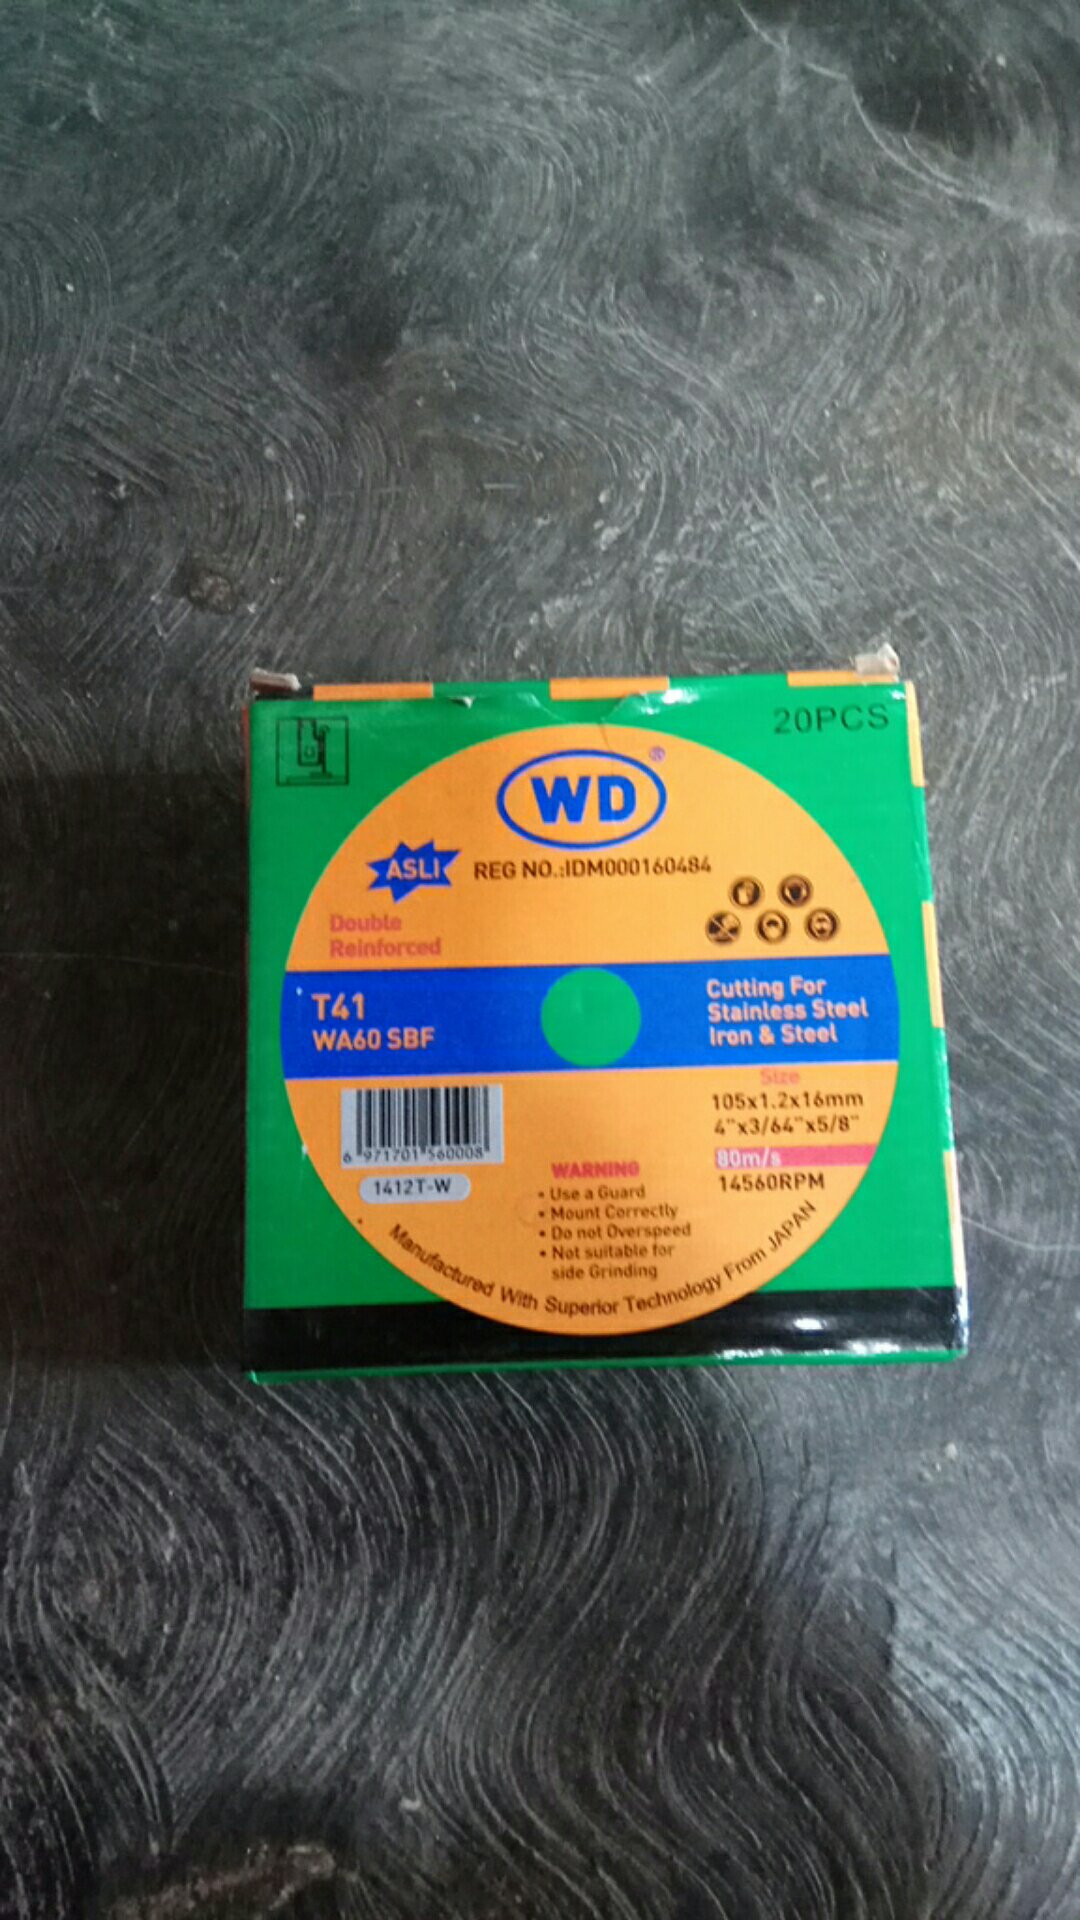 20PCS
WD®
ASLI
REG NO.:IDM000160484
Double
Reinforced
T41
WA60 SBF
Cutting For
Stainless Steel
Iron & Steel
Size
105x1.2x16mm
4"x3/64"x5/8"
80m/s
14560RPM
6 971701 560008
1412T-W
WARNING
• Use a Guard
• Mount Correctly
• Do not Overspeed
• Not suitable for
side Grinding
Manufactured With Superior Technology From JAPAN